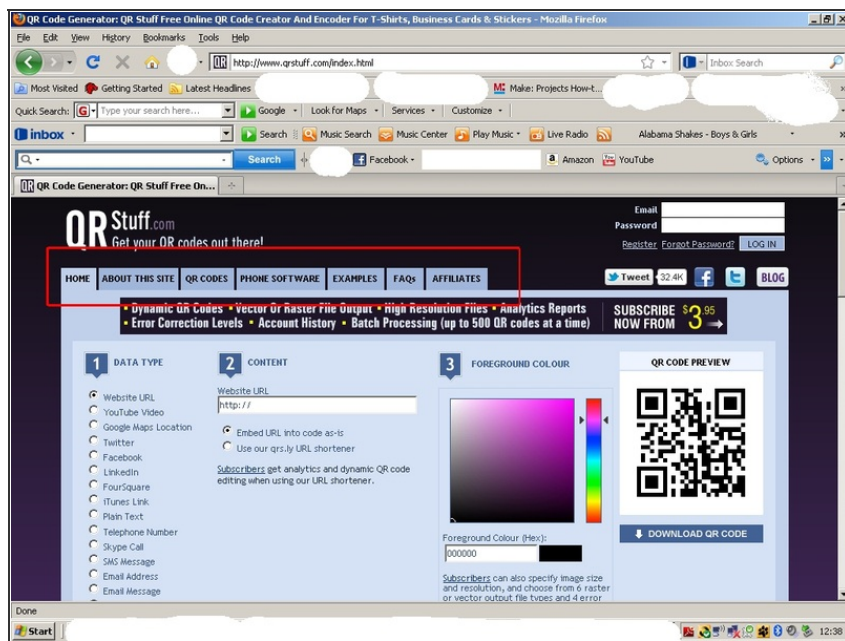 QR Code Generator: QR Stuff Free Online QR Code Creator And Encoder For T-Shirts, Business Cards & Stickers - Mozilla Firefox
File Edit View History Bookmarks Tools Help
http://www.qrstuff.com/index.html
Inbox Search
Most Visited Getting Started Latest Headlines M: Make: Projects How-t...
Quick Search: G Type your search here... Google Look for Maps Services Customize
inbox Search Music Search Music Center Play Music Live Radio Alabama Shakes - Boys & Girls
Search Facebook Amazon YouTube Options
QR Code Generator: QR Stuff Free On...
QR Stuff.com
Get your QR codes out there!
Email
Password
Register Forgot Password? LOG IN
HOME ABOUT THIS SITE QR CODES PHONE SOFTWARE EXAMPLES FAQs AFFILIATES
Tweet 32.4K BLOG
• Dynamic QR Codes • Vector Or Raster File Output • High Resolution Files • Analytics Reports
• Error Correction Levels • Account History • Batch Processing (up to 500 QR codes at a time)
SUBSCRIBE NOW FROM $3.95
1 DATA TYPE
Website URL
YouTube Video
Google Maps Location
Twitter
Facebook
LinkedIn
FourSquare
iTunes Link
Plain Text
Telephone Number
Skype Call
SMS Message
Email Address
Email Message
2 CONTENT
Website URL
http://
Embed URL into code as-is
Use our qrs.ly URL shortener
Subscribers get analytics and dynamic QR code
editing when using our URL shortener.
3 FOREGROUND COLOUR
Foreground Colour (Hex):
000000
Subscribers can also specify image size
and resolution, and choose from 6 raster
or vector output file types and 4 error
QR CODE PREVIEW
DOWNLOAD QR CODE
Done
Start 12:38